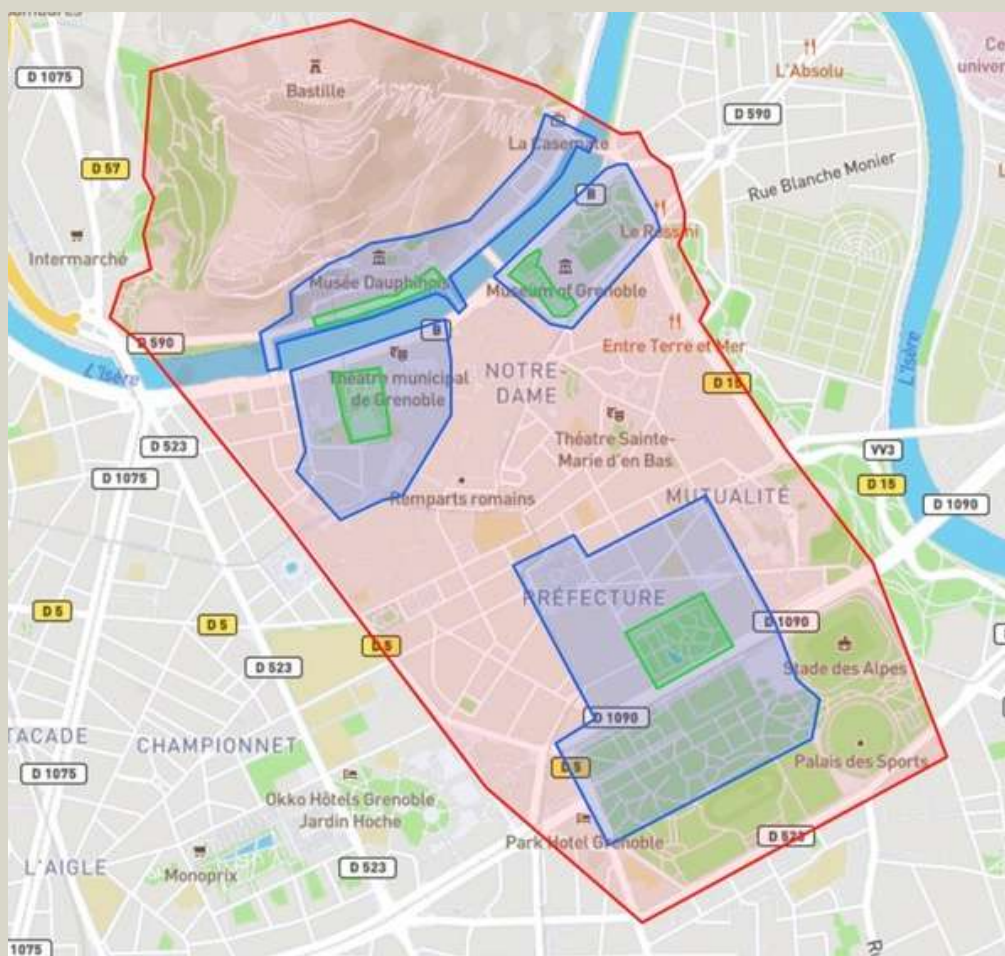 D 1075
Bastille
L'Absolu
La Casemate
D 590
D 57
Rue Blanche Monier
B
Le Rossini
Intermarché
Musée Dauphinois
Museum of Grenoble
B
D 590
Entre Terre et Mer
L'Isère
L'Isère
Théâtre municipal
de Grenoble
NOTRE-
DAME
D 15
D 523
Théatre Sainte-
Marie d'en Bas
VV3
D 1075
D 15
Remparts romains
MUTUALITÉ
D 1090
D 5
D 5
PRÉFECTURE
D 5
D 1090
D 523
Stade des Alpes
D 1090
TACADE
CHAMPIONNET
D 5
Palais des Sports
D 1075
Okko Hôtels Grenoble
Jardin Hoche
Park Hotel Grenoble
D 523
L'AIGLE
Monoprix
D 523
1075